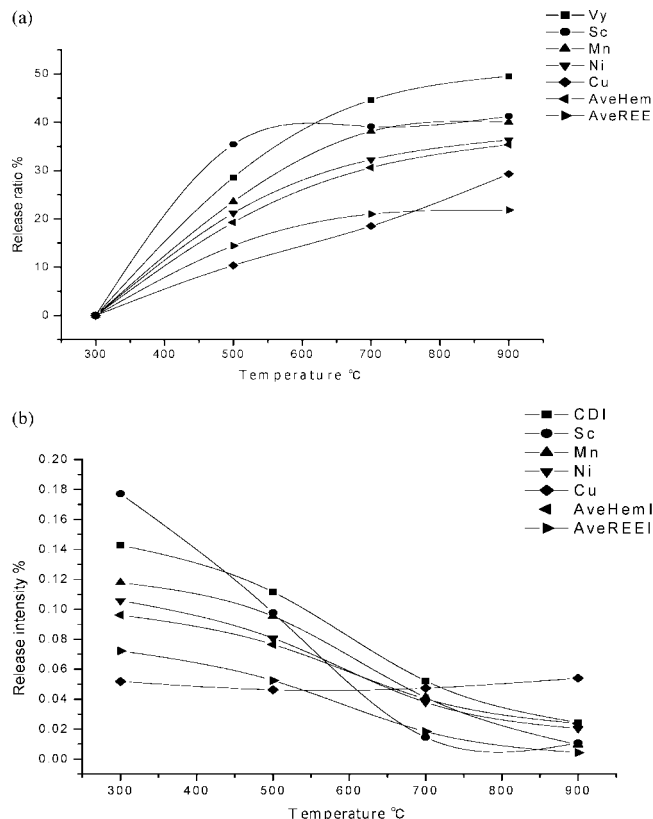 (a)
Vy
Sc
Mn
Ni
Cu
AveHem
AveREE
50
40
30
20
10
0
Release ratio %
300 400 500 600 700 800 900
Temperature ℃
(b)
CDI
Sc
Mn
Ni
Cu
AveHemI
AveREEI
0.20
0.18
0.16
0.14
0.12
0.10
0.08
0.06
0.04
0.02
0.00
Release intensity %
300 400 500 600 700 800 900
Temperature ℃